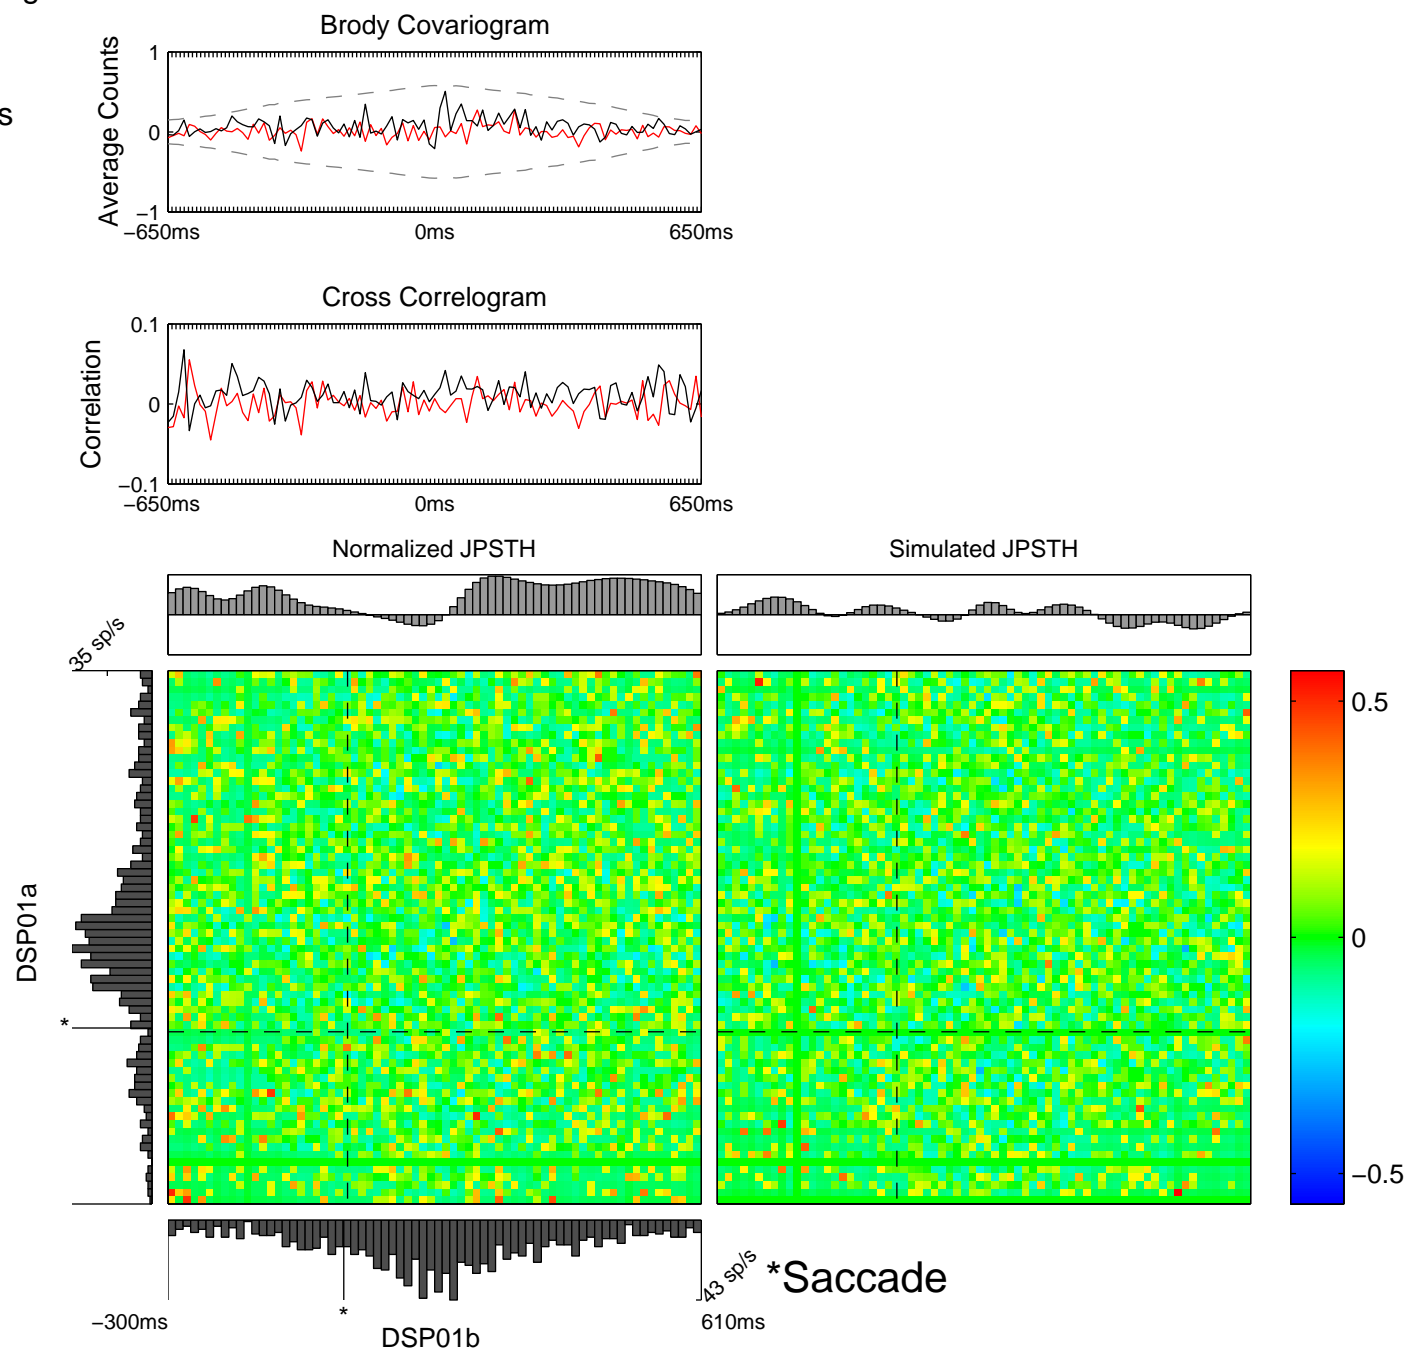 g
Brody Covariogram
s
Average Counts
1
0
−1
−650ms 0ms 650ms
Cross Correlogram
Correlation
0.1
0
−0.1
−650ms 0ms 650ms
Normalized JPSTH
Simulated JPSTH
35 sp/s
DSP01a
*
0.5
0
−0.5
43 sp/s
*Saccade
*
−300ms
610ms
DSP01b